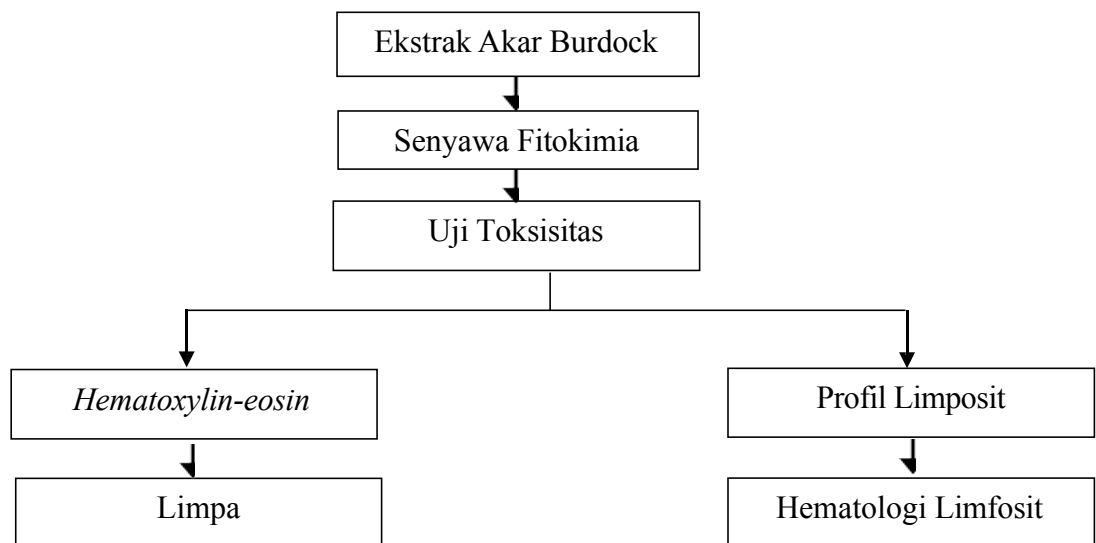 Ekstrak Akar Burdock
Senyawa Fitokimia
Uji Toksisitas
Hematoxylin-eosin
Profil Limposit
Limpa
Hematologi Limfosit